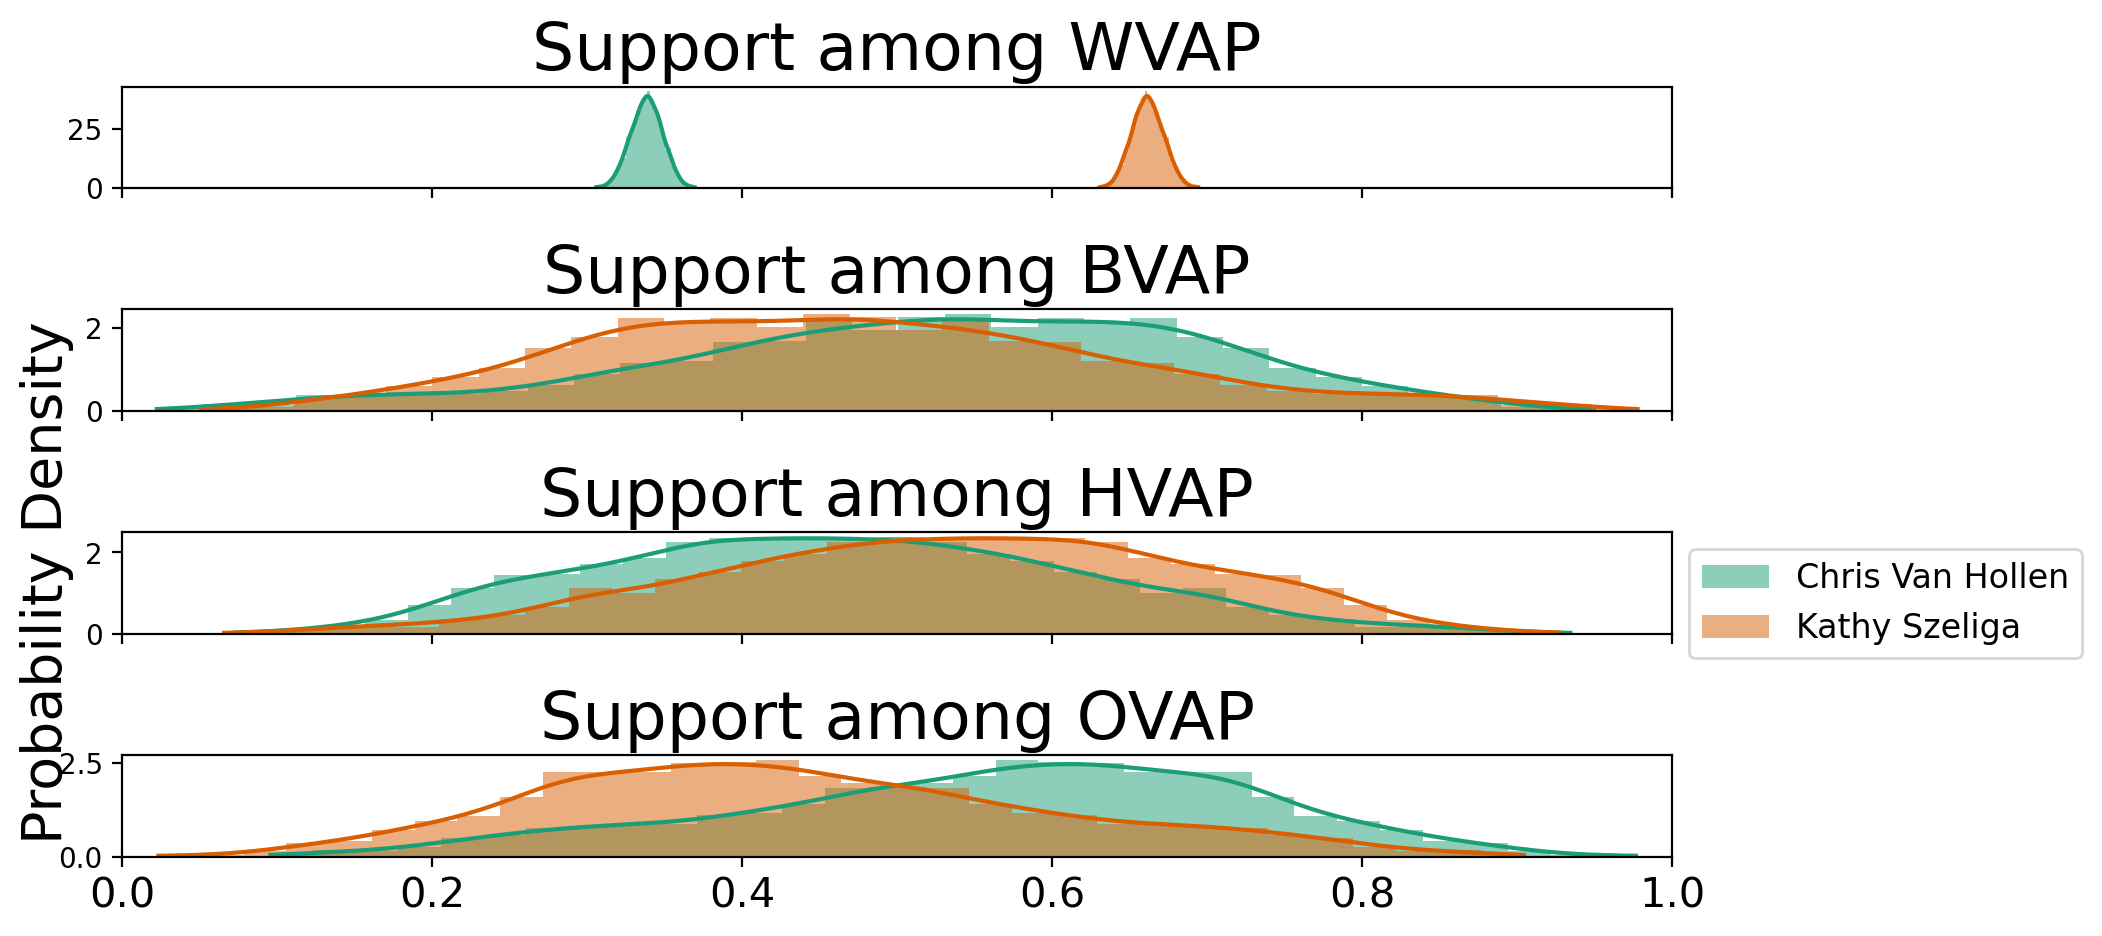 Support among WVAP
25
0
Support among BVAP
2
0
Support among HVAP
2
0
Support among OVAP
2.5
0.0
0.0 0.2 0.4 0.6 0.8 1.0
Probability Density
Chris Van Hollen
Kathy Szeliga